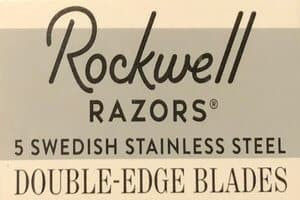 Rockwell
RAZORS®
5 SWEDISH STAINLESS STEEL
DOUBLE-EDGE BLADES